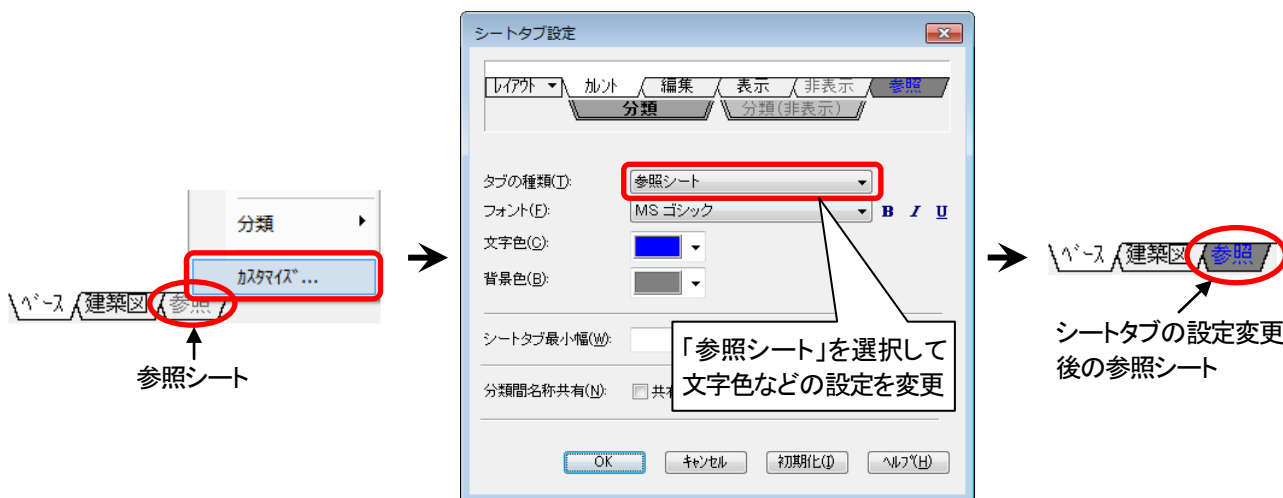 分類
ｶｽﾀﾏｲｽﾞ...
ﾍﾞｰｽ 建築図 参照
参照シート
シートタブ設定
ﾚｲｱｳﾄ ｶﾚﾝﾄ 編集 表示 非表示 参照
分類 分類(非表示)
タブの種類(T): 参照シート
フォント(F): MS ゴシック B I U
文字色(C):
背景色(B):
シートタブ最小幅(W):
分類間名称共有(N):
「参照シート」を選択して
文字色などの設定を変更
OK ｷｬﾝｾﾙ 初期化(I) ﾍﾙﾌﾟ(H)
ﾍﾞｰｽ 建築図 参照
シートタブの設定変更
後の参照シート